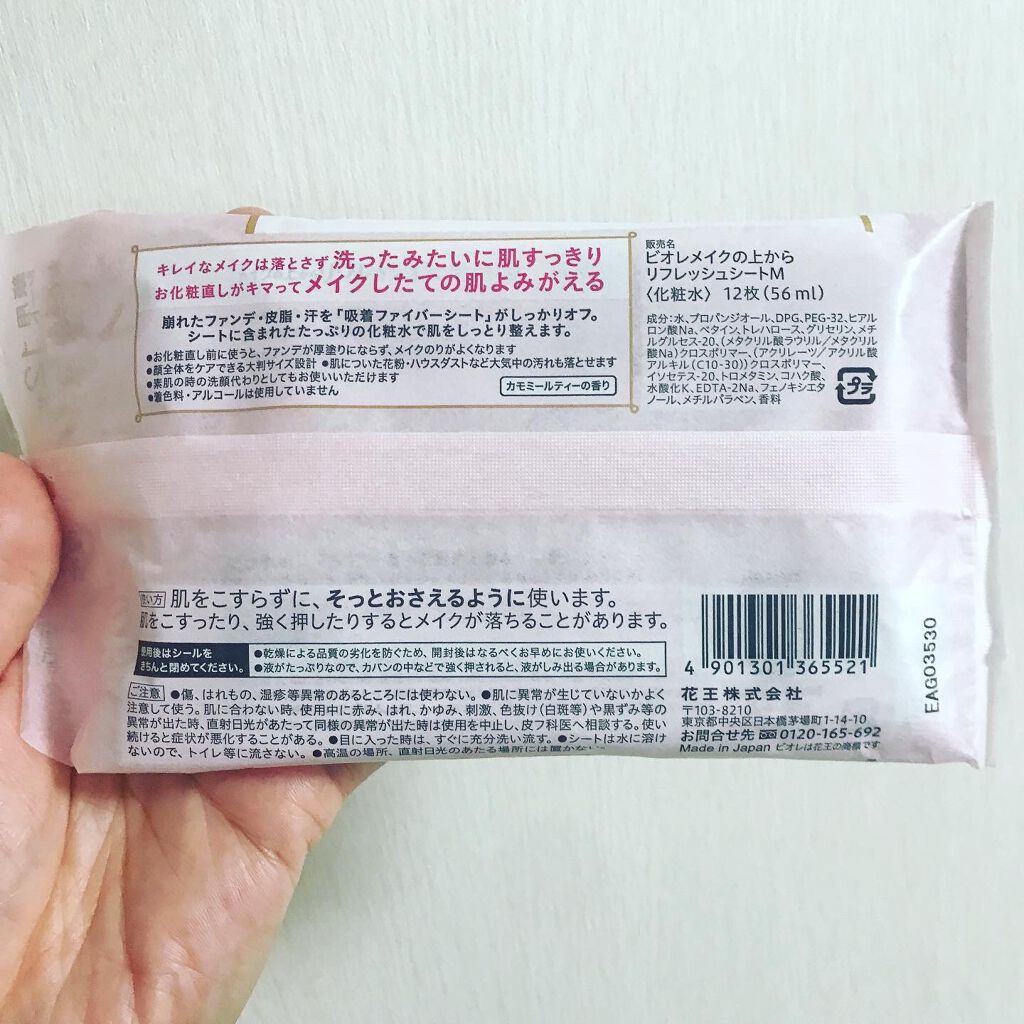 キレイなメイクは落とさず洗ったみたいに肌すっきり
お化粧直しがキマってメイクしたての肌よみがえる
崩れたファンデ・皮脂・汗を「吸着ファイバーシート」がしっかりオフ。
シートに含まれたたっぷりの化粧水で肌をしっとり整えます。
●お化粧直し前に使うと、ファンデが厚塗りにならず、メイクのりがよくなります
●顔全体をケアできる大判サイズ設計 ●肌についた花粉・ハウスダストなど大気中の汚れも落とせます
●素肌の時の洗顔代わりとしてもお使いいただけます
●着色料・アルコールは使用していません
カモミールティーの香り
販売名
ビオレメイクの上から
リフレッシュシートM
〈化粧水〉 12枚(56ml)
成分:水、プロパンジオール、DPG、PEG-32、ヒアル
ロン酸Na、ベタイン、トレハロース、グリセリン、メチ
ルグルセス-20、(メタクリル酸ラウリル/メタクリル
酸Na)クロスポリマー、(アクリレーツ/アクリル酸
アルキル(C10-30))クロスポリマー、
イソセテス-20、トロメタミン、コハク酸、
水酸化K、EDTA-2Na、フェノキシエタ
ノール、メチルパラベン、香料
プラ
使い方 肌をこすらずに、そっとおさえるように使います。
肌をこすったり、強く押したりするとメイクが落ちることがあります。
使用後はシールを
きちんと閉めてください。
●乾燥による品質の劣化を防ぐため、開封後はなるべくお早めにお使いください。
●液がたっぷりなので、カバンの中などで強く押されると、液がしみ出る場合があります。
ご注意 ●傷、はれもの、湿疹等異常のあるところには使わない。●肌に異常が生じていないかよく
注意して使う。肌に合わない時、使用中に赤み、はれ、かゆみ、刺激、色抜け(白斑等)や黒ずみ等の
異常が出た時、直射日光があたって同様の異常が出た時は使用を中止し、皮フ科医へ相談する。使い
続けると症状が悪化することがある。●目に入った時は、すぐに充分洗い流す。●シートは水に溶け
ないので、トイレ等に流さない。●高温の場所、直射日光のあたる場所には置かない。
4 901301 365521
花王株式会社
〒103-8210
東京都中央区日本橋茅場町1-14-10
お問合せ先 0120-165-692
Made in Japan ビオレは花王の商標です
EAG03530